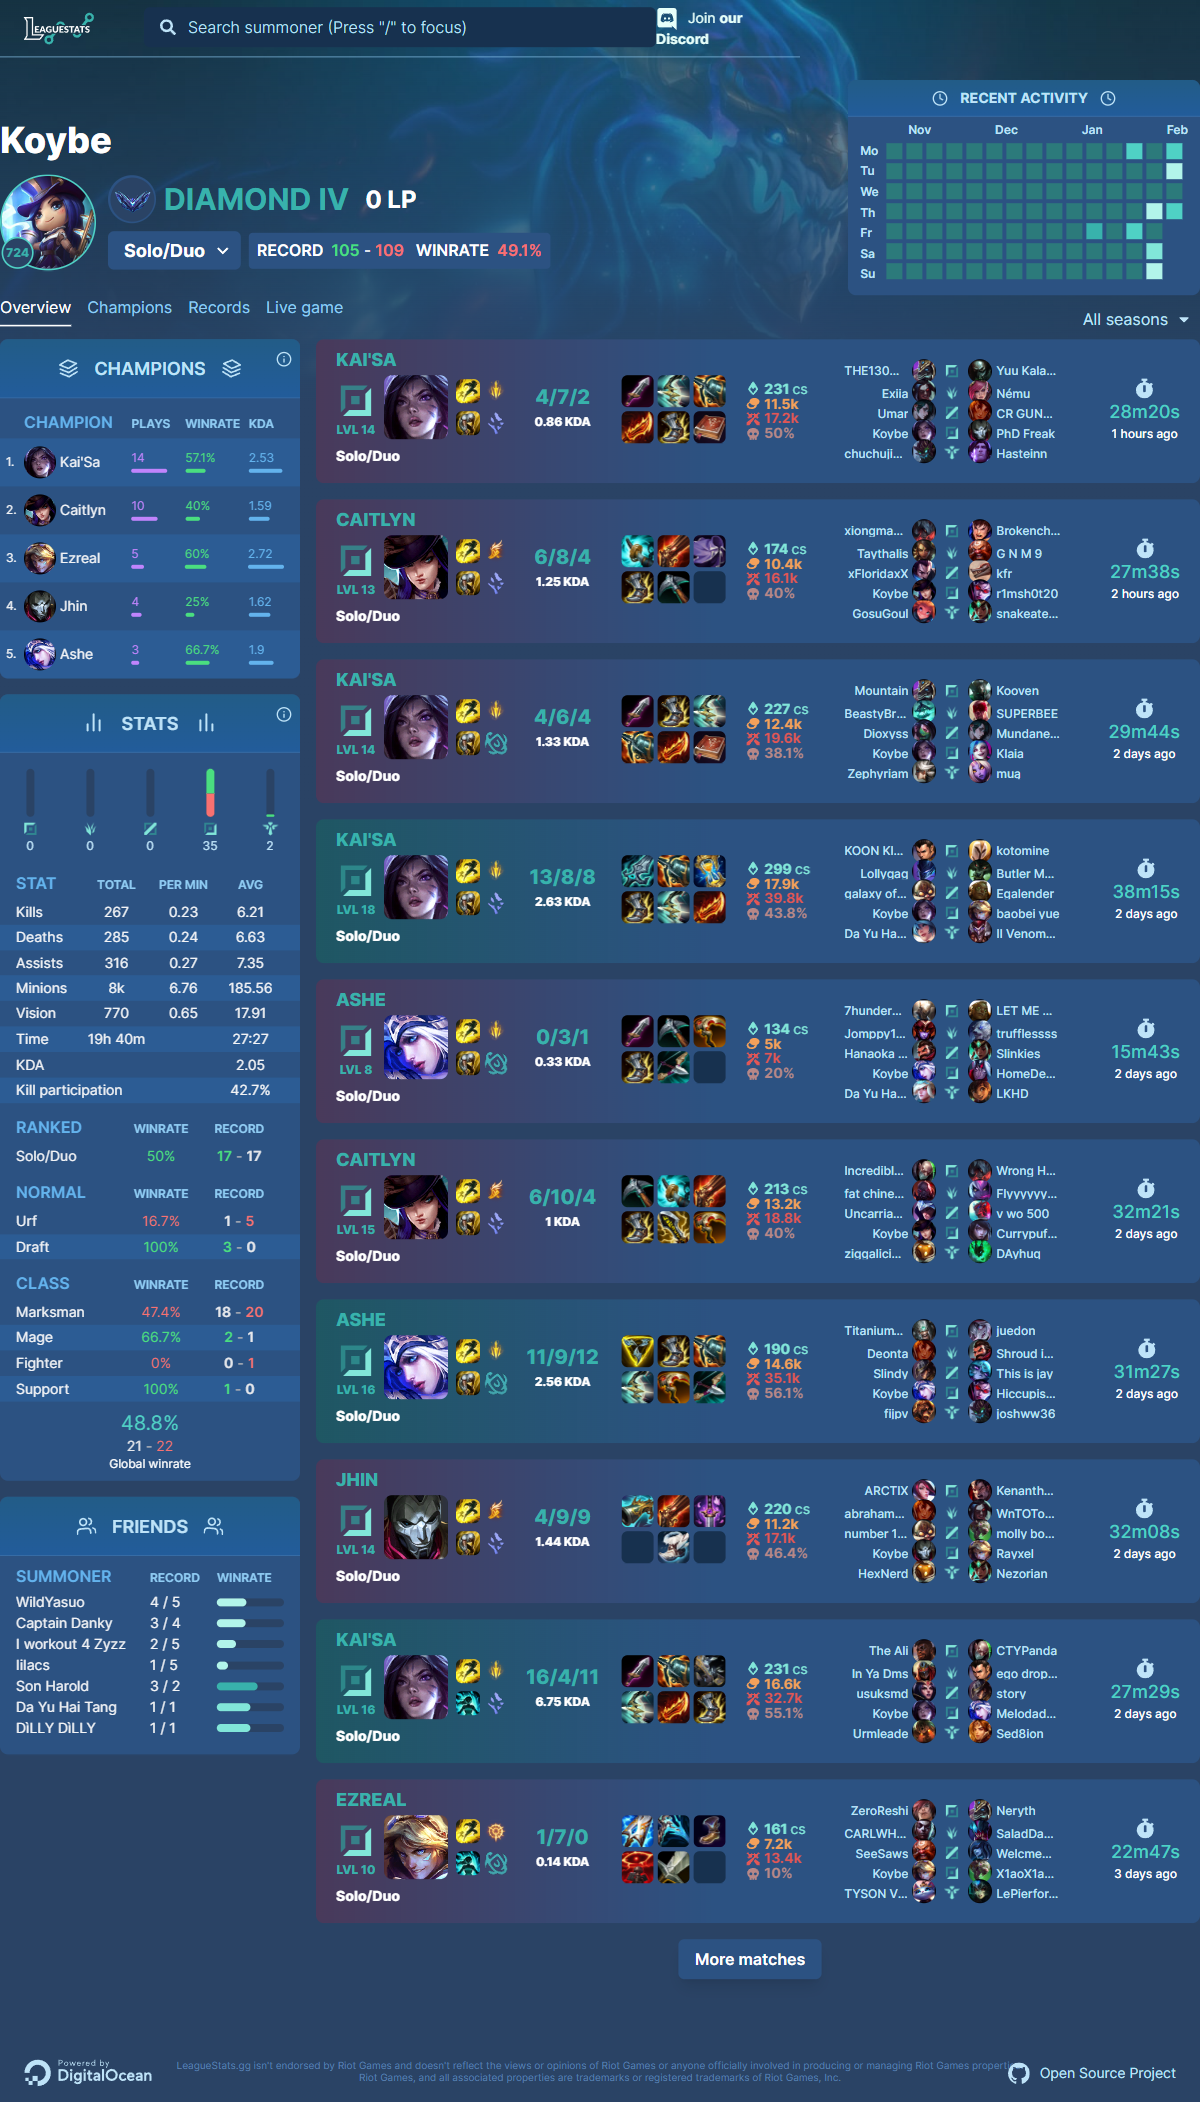 LEAGUESTATS
Search summoner (Press "/" to focus)
Join our
Discord
RECENT ACTIVITY
Nov Dec Jan Feb
Mo
Tu
We
Th
Fr
Sa
Su
Koybe
724
DIAMOND IV 0 LP
Solo/Duo
RECORD 105 - 109 WINRATE 49.1%
Overview Champions Records Live game
All seasons
CHAMPIONS
CHAMPION PLAYS WINRATE KDA
1. Kai'Sa 14 57.1% 2.53
2. Caitlyn 10 40% 1.59
3. Ezreal 5 60% 2.72
4. Jhin 4 25% 1.62
5. Ashe 3 66.7% 1.9
STATS
0 0 0 35 2
STAT TOTAL PER MIN AVG
Kills 267 0.23 6.21
Deaths 285 0.24 6.63
Assists 316 0.27 7.35
Minions 8k 6.76 185.56
Vision 770 0.65 17.91
Time 19h 40m 27:27
KDA 2.05
Kill participation 42.7%
RANKED WINRATE RECORD
Solo/Duo 50% 17 - 17
NORMAL WINRATE RECORD
Urf 16.7% 1 - 5
Draft 100% 3 - 0
CLASS WINRATE RECORD
Marksman 47.4% 18 - 20
Mage 66.7% 2 - 1
Fighter 0% 0 - 1
Support 100% 1 - 0
48.8%
21 - 22
Global winrate
FRIENDS
SUMMONER RECORD WINRATE
WildYasuo 4 / 5
Captain Danky 3 / 4
I workout 4 Zyzz 2 / 5
lilacs 1 / 5
Son Harold 3 / 2
Da Yu Hai Tang 1 / 1
DìLLY DìLLY 1 / 1
KAI'SA
LVL 14
Solo/Duo
4/7/2
0.86 KDA
231 CS
11.5k
17.2k
50%
THE130... Yuu Kala...
Exiia Nému
Umar CR GUN...
Koybe PhD Freak
chuchuji... Hasteinn
28m20s
1 hours ago
CAITLYN
LVL 13
Solo/Duo
6/8/4
1.25 KDA
174 CS
10.4k
16.1k
40%
xiongma... Brokench...
Taythalis G N M 9
xFloridaxX kfr
Koybe r1msh0t20
GosuGoul snakeate...
27m38s
2 hours ago
KAI'SA
LVL 14
Solo/Duo
4/6/4
1.33 KDA
227 CS
12.4k
19.6k
38.1%
Mountain Kooven
BeastyBr... SUPERBEE
Dioxyss Mundane...
Koybe Klaia
Zephyriam mua
29m44s
2 days ago
KAI'SA
LVL 18
Solo/Duo
13/8/8
2.63 KDA
299 CS
17.9k
39.8k
43.8%
KOON KI... kotomine
Lollygag Butler M...
galaxy of... Egalender
Koybe baobei yue
Da Yu Ha... II Venom...
38m15s
2 days ago
ASHE
LVL 8
Solo/Duo
0/3/1
0.33 KDA
134 CS
5k
7k
20%
7hunder... LET ME ...
Jomppy1... trufflessss
Hanaoka ... Slinkies
Koybe HomeDe...
Da Yu Ha... LKHD
15m43s
2 days ago
CAITLYN
LVL 15
Solo/Duo
6/10/4
1 KDA
213 CS
13.2k
18.8k
40%
Incredibl... Wrong H...
fat chine... Flyyyyyy...
Uncarria... v wo 500
Koybe Currypuf...
ziggalici... DAyhug
32m21s
2 days ago
ASHE
LVL 16
Solo/Duo
11/9/12
2.56 KDA
190 CS
14.6k
35.1k
56.1%
Titanium... juedon
Deonta Shroud i...
Slindy This is jay
Koybe Hiccupis...
fijpv joshww36
31m27s
2 days ago
JHIN
LVL 14
Solo/Duo
4/9/9
1.44 KDA
220 CS
11.2k
17.1k
46.4%
ARCTIX Kenanth...
abraham... WnTOTo...
number 1... molly bo...
Koybe Rayxel
HexNerd Nezorian
32m08s
2 days ago
KAI'SA
LVL 16
Solo/Duo
16/4/11
6.75 KDA
231 CS
16.6k
32.7k
55.1%
The Ali CTYPanda
In Ya Dms ego drop...
usuksmd story
Koybe Melodad...
Urmleade Sed8ion
27m29s
2 days ago
EZREAL
LVL 10
Solo/Duo
1/7/0
0.14 KDA
161 CS
7.2k
13.4k
10%
ZeroReshi Neryth
CARLWH... SaladDa...
SeeSaws Welcme...
Koybe X1aoX1a...
TYSON V... LePierfor...
22m47s
3 days ago
More matches
Powered by
DigitalOcean
LeagueStats.gg isn't endorsed by Riot Games and doesn't reflect the views or opinions of Riot Games or anyone officially involved in producing or managing Riot Games properti
Riot Games, and all associated properties are trademarks or registered trademarks of Riot Games, Inc.
Open Source Project